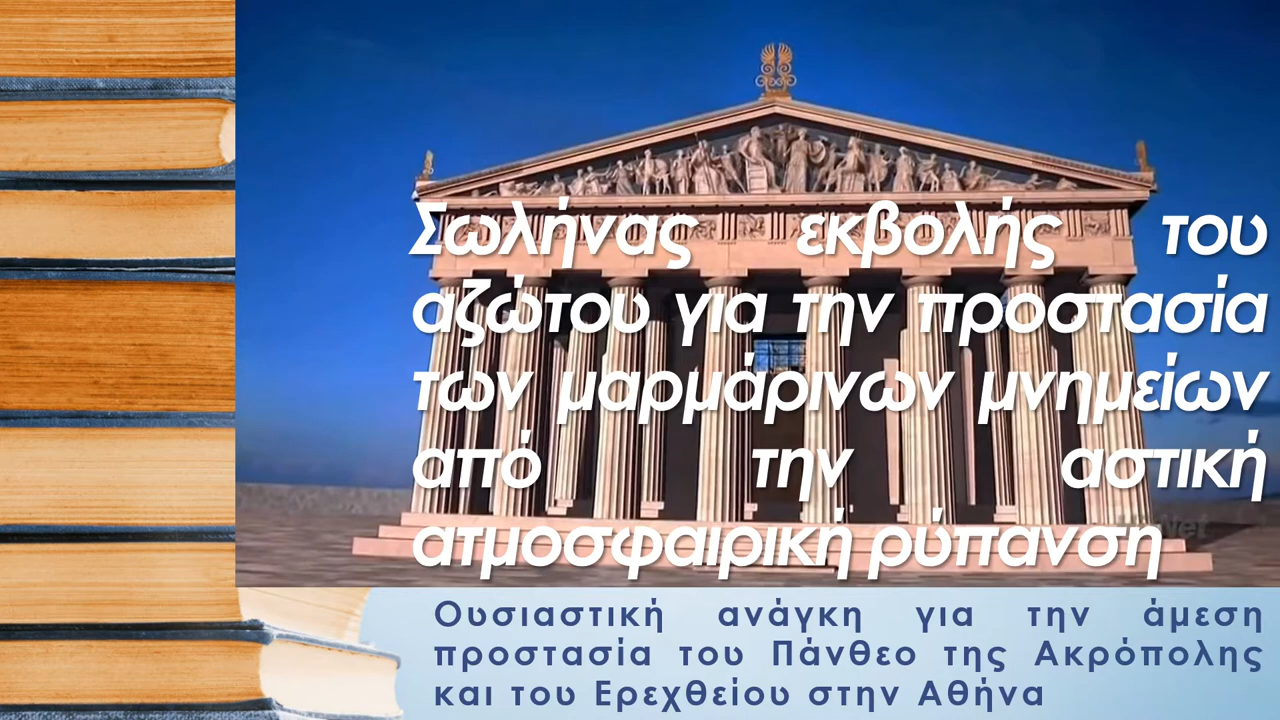 Σωλήνας εκβολής του
αζώτου για την προστασία
των μαρμάρινων μνημείων
από την αστική
ατμοσφαιρική ρύπανση
Ουσιαστική ανάγκη για την άμεση
προστασία του Πάνθεο της Ακρόπολης
και του Ερεχθείου στην Αθήνα